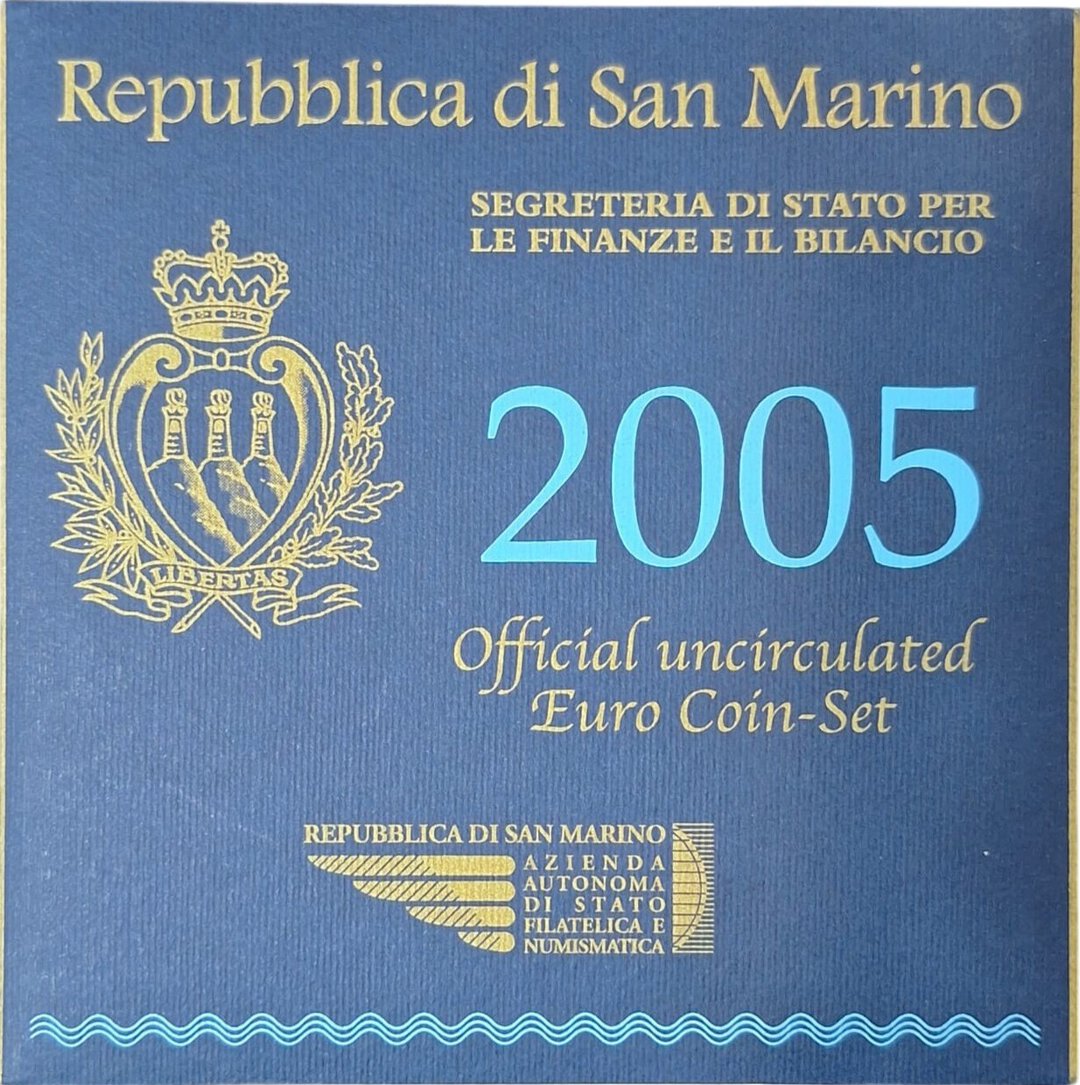 Repubblica di San Marino
SEGRETERIA DI STATO PER
LE FINANZE E IL BILANCIO
LIBERTAS
2005
Official uncirculated
Euro Coin-Set
REPUBBLICA DI SAN MARINO
AZIENDA
AUTONOMA
DI STATO
FILATELICA E
NUMISMATICA